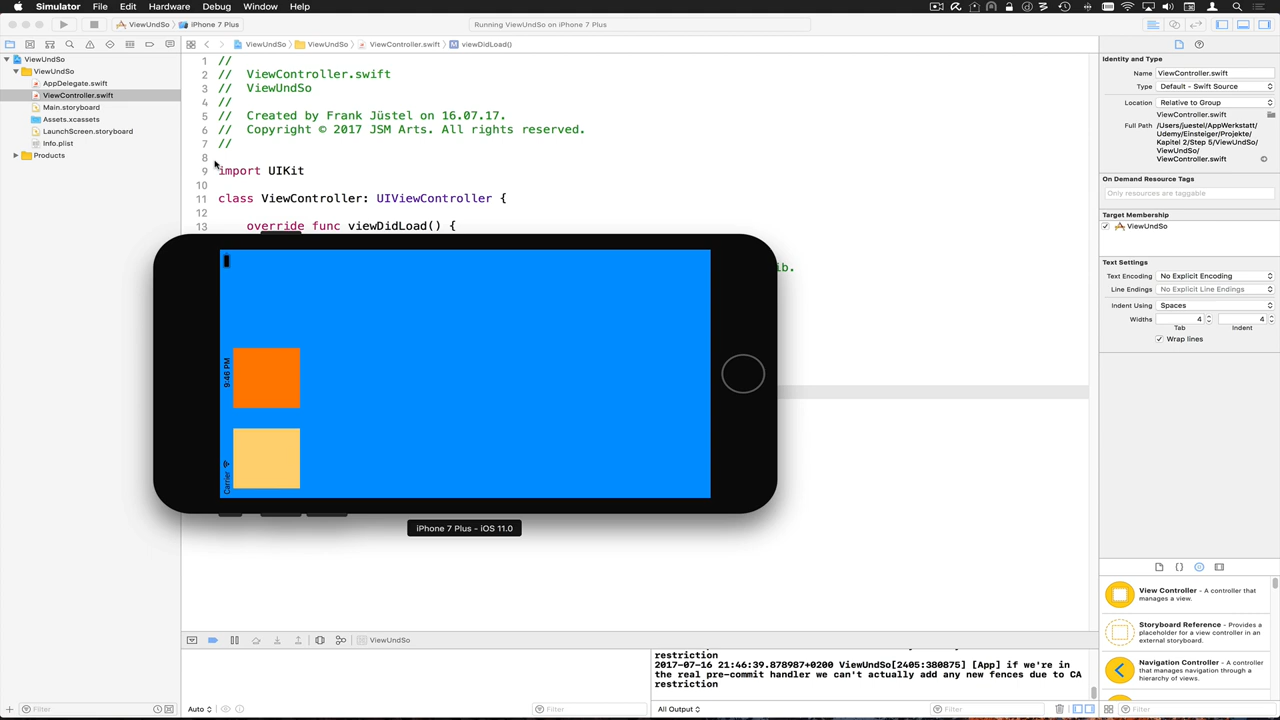 Simulator File Edit Hardware Debug Window Help
ViewUndSo iPhone 7 Plus
Running ViewUndSo on iPhone 7 Plus
ViewUndSo ViewUndSo ViewController.swift viewDidLoad()
ViewUndSo
ViewUndSo
AppDelegate.swift
ViewController.swift
Main.storyboard
Assets.xcassets
LaunchScreen.storyboard
Info.plist
Products
Filter
1 //
2 // ViewController.swift
3 // ViewUndSo
4 //
5 // Created by Frank Jüstel on 16.07.17.
6 // Copyright © 2017 JSM Arts. All rights reserved.
7 //
8
9 import UIKit
10
11 class ViewController: UIViewController {
12
13 override func viewDidLoad() {
ib.
9:46 PM
Carrier
iPhone 7 Plus - iOS 11.0
ViewUndSo
restriction
2017-07-16 21:46:39.878987+0200 ViewUndSo[2405:380875] [App] if we're in
the real pre-commit handler we can't actually add any new fences due to CA
restriction
Auto
Filter
All Output
Filter
Identity and Type
Name ViewController.swift
Type Default - Swift Source
Location Relative to Group
ViewController.swift
Full Path /Users/juestel/AppWerkstatt/
Udemy/Einsteiger/Projekte/
Kapitel 2/Step 5/ViewUndSo/
ViewUndSo/
ViewController.swift
On Demand Resource Tags
Only resources are taggable
Target Membership
ViewUndSo
Text Settings
Text Encoding No Explicit Encoding
Line Endings No Explicit Line Endings
Indent Using Spaces
Widths 4 4
Tab Indent
Wrap lines
View Controller - A controller that
manages a view.
Storyboard Reference - Provides a
placeholder for a view controller in an
external storyboard.
Navigation Controller - A controller
that manages navigation through a
hierarchy of views.
Filter